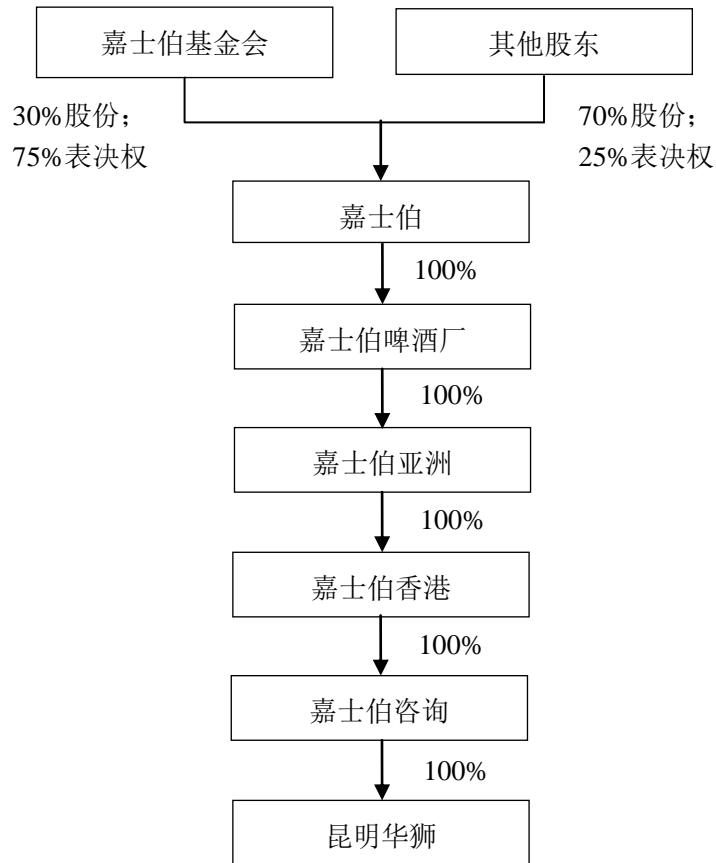 嘉士伯基金会
其他股东
30%股份；
75%表决权
70%股份；
25%表决权
嘉士伯
100%
嘉士伯啤酒厂
100%
嘉士伯亚洲
100%
嘉士伯香港
100%
嘉士伯咨询
100%
昆明华狮